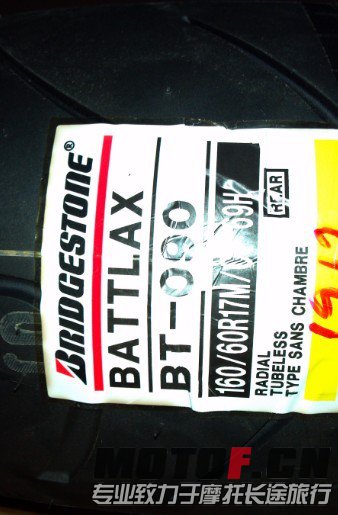 BRIDGESTONE®
BATTLAX
BT-090
160/60R17M/ 69H
REAR
RADIAL
TUBELESS
TYPE SANS CHAMBRE
MOTOF.CN
专业致力于摩托长途旅行